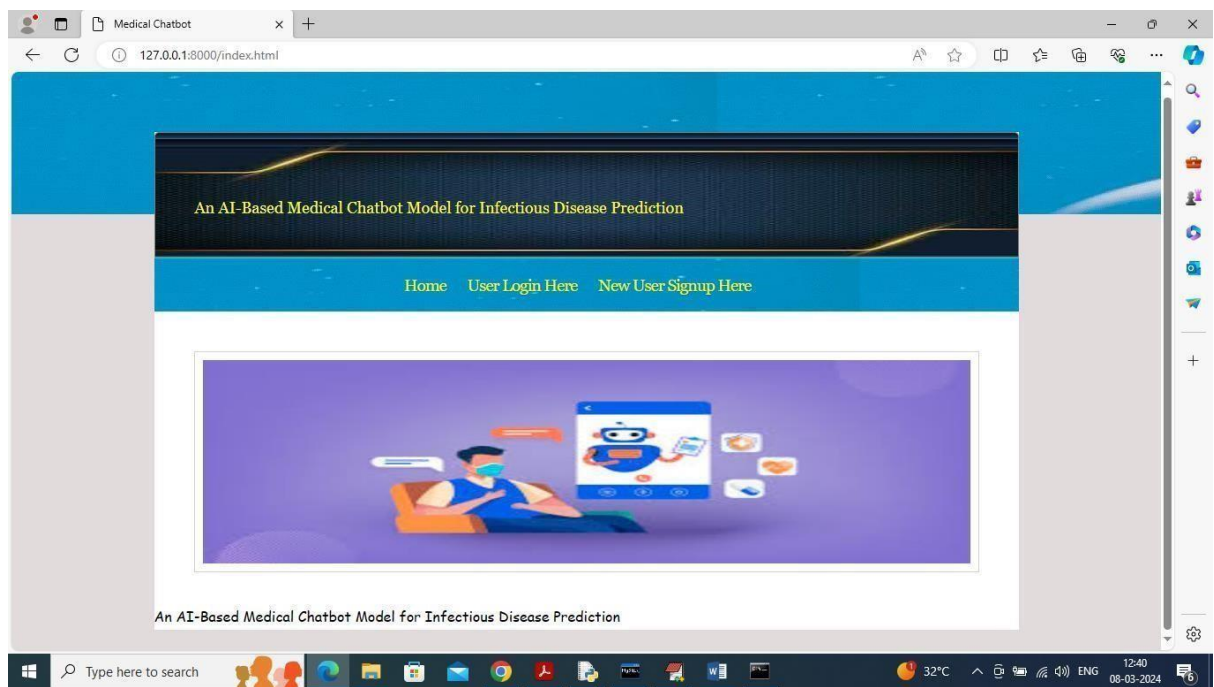 Medical Chatbot
127.0.0.1:8000/index.html
An AI-Based Medical Chatbot Model for Infectious Disease Prediction
Home User Login Here New User Signup Here
An AI-Based Medical Chatbot Model for Infectious Disease Prediction
Type here to search
32°C
ENG
12:40
08-03-2024
6